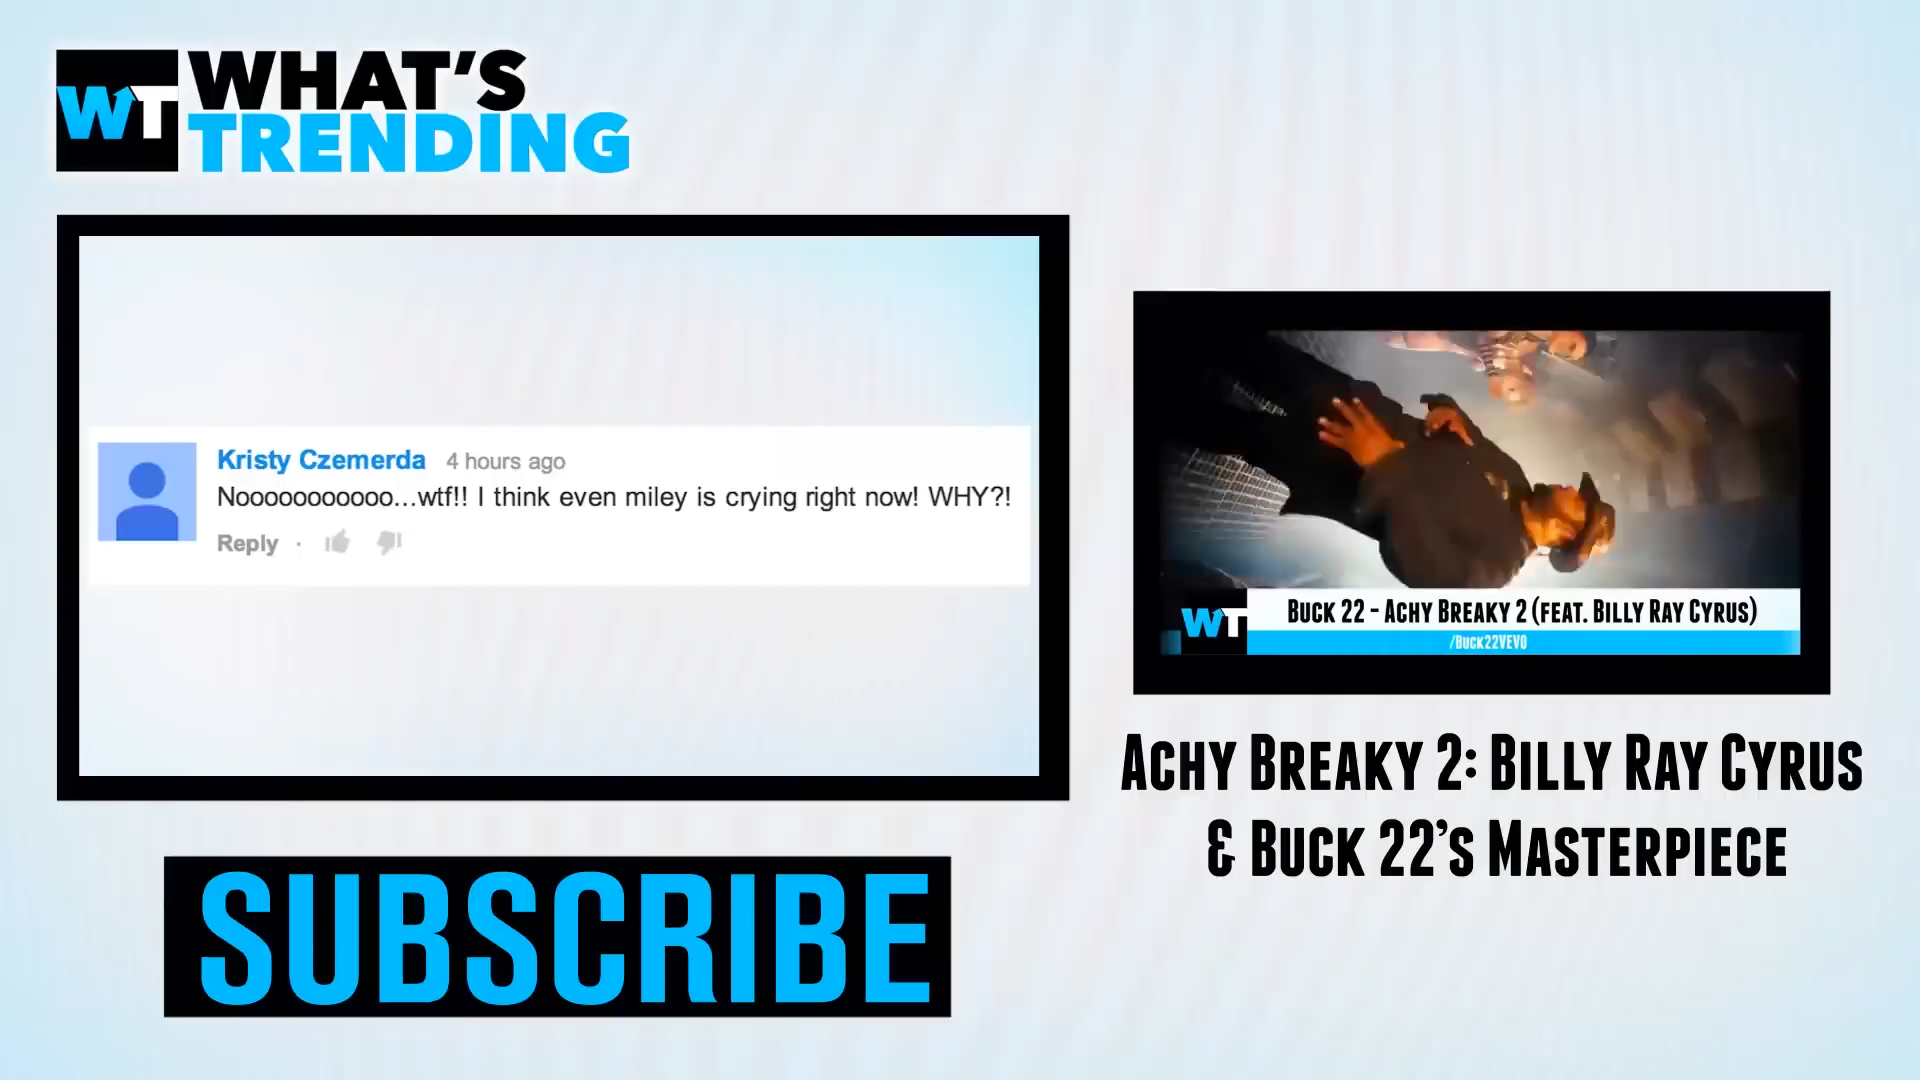 WT WHAT'S
TRENDING
Kristy Czemerda 4 hours ago
Nooooooooooo...wtf!! I think even miley is crying right now! WHY?!
Reply ·
WT BUCK 22 - ACHY BREAKY 2 (FEAT. BILLY RAY CYRUS)
/BUCK22VEVO
ACHY BREAKY 2: BILLY RAY CYRUS
& BUCK 22'S MASTERPIECE
SUBSCRIBE